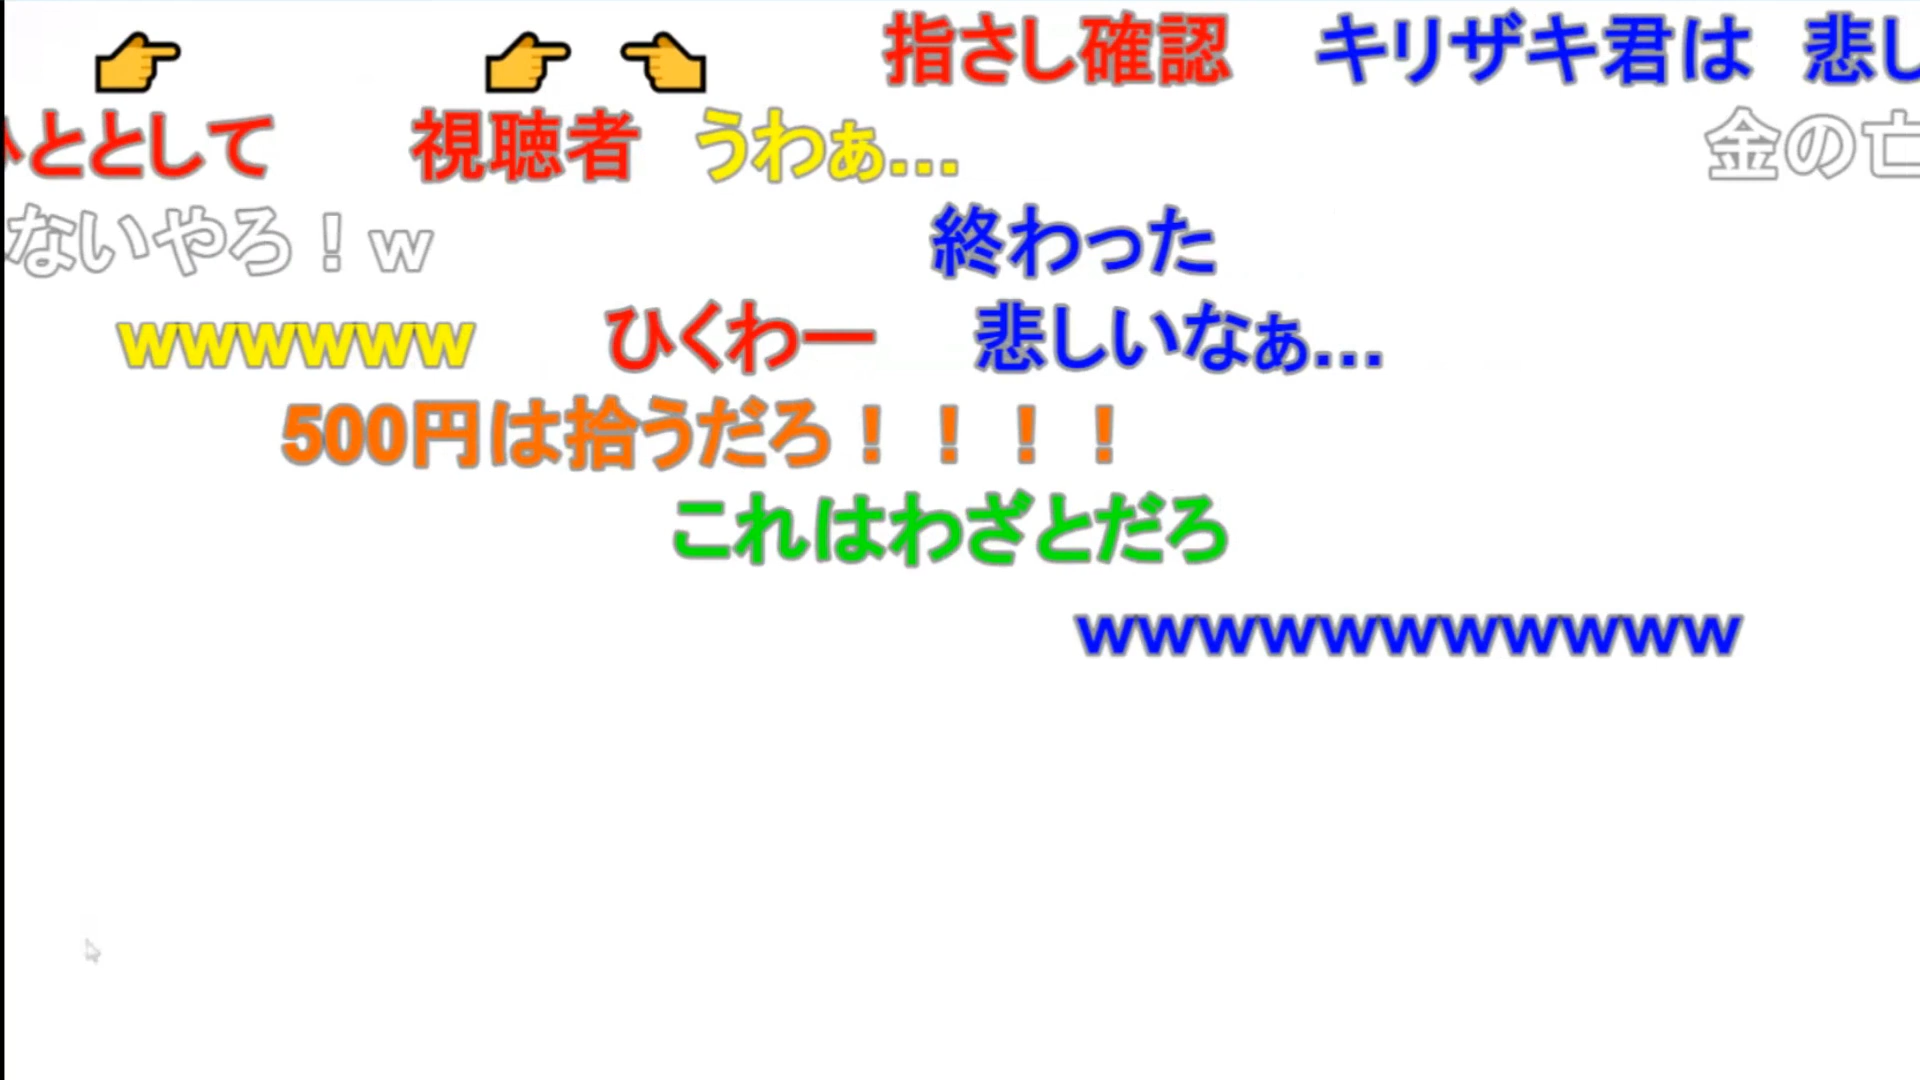 👉 👉 👈 指さし確認 キリザキ君は 悲し
ひととして 視聴者 うわぁ… 金の亡
ないやろ！w 終わった
wwwwww ひくわー 悲しいなぁ…
500円は拾うだろ！！！！
これはわざとだろ
wwwwwwwwwww